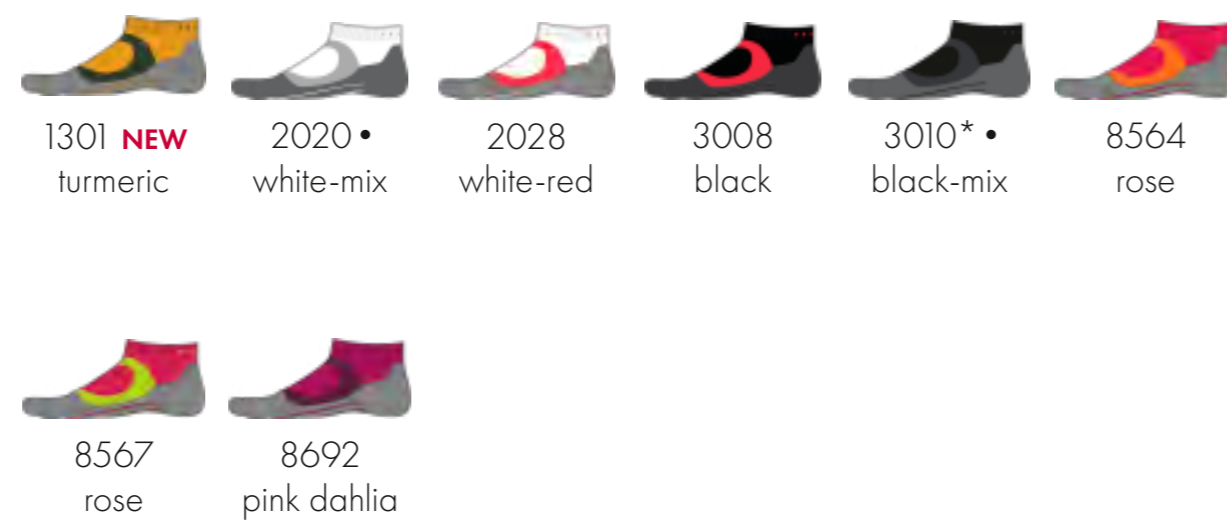 1301 NEW
turmeric
2020 •
white-mix
2028
white-red
3008
black
3010* •
black-mix
8564
rose
8567
rose
8692
pink dahlia